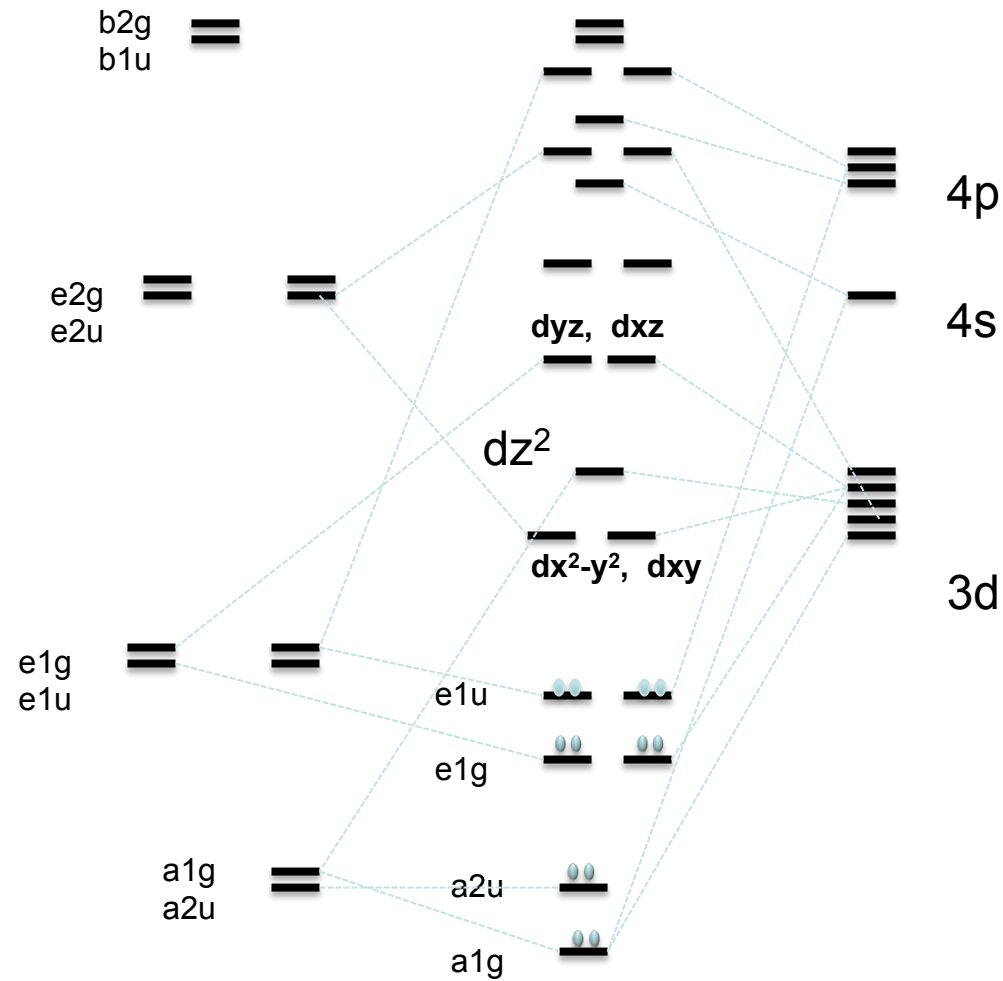 b2g
b1u
4p
e2g
e2u
4s
dyz, dxz
dz²
dx²-y², dxy
3d
e1g
e1u
e1u
e1g
a1g
a2u
a2u
a1g